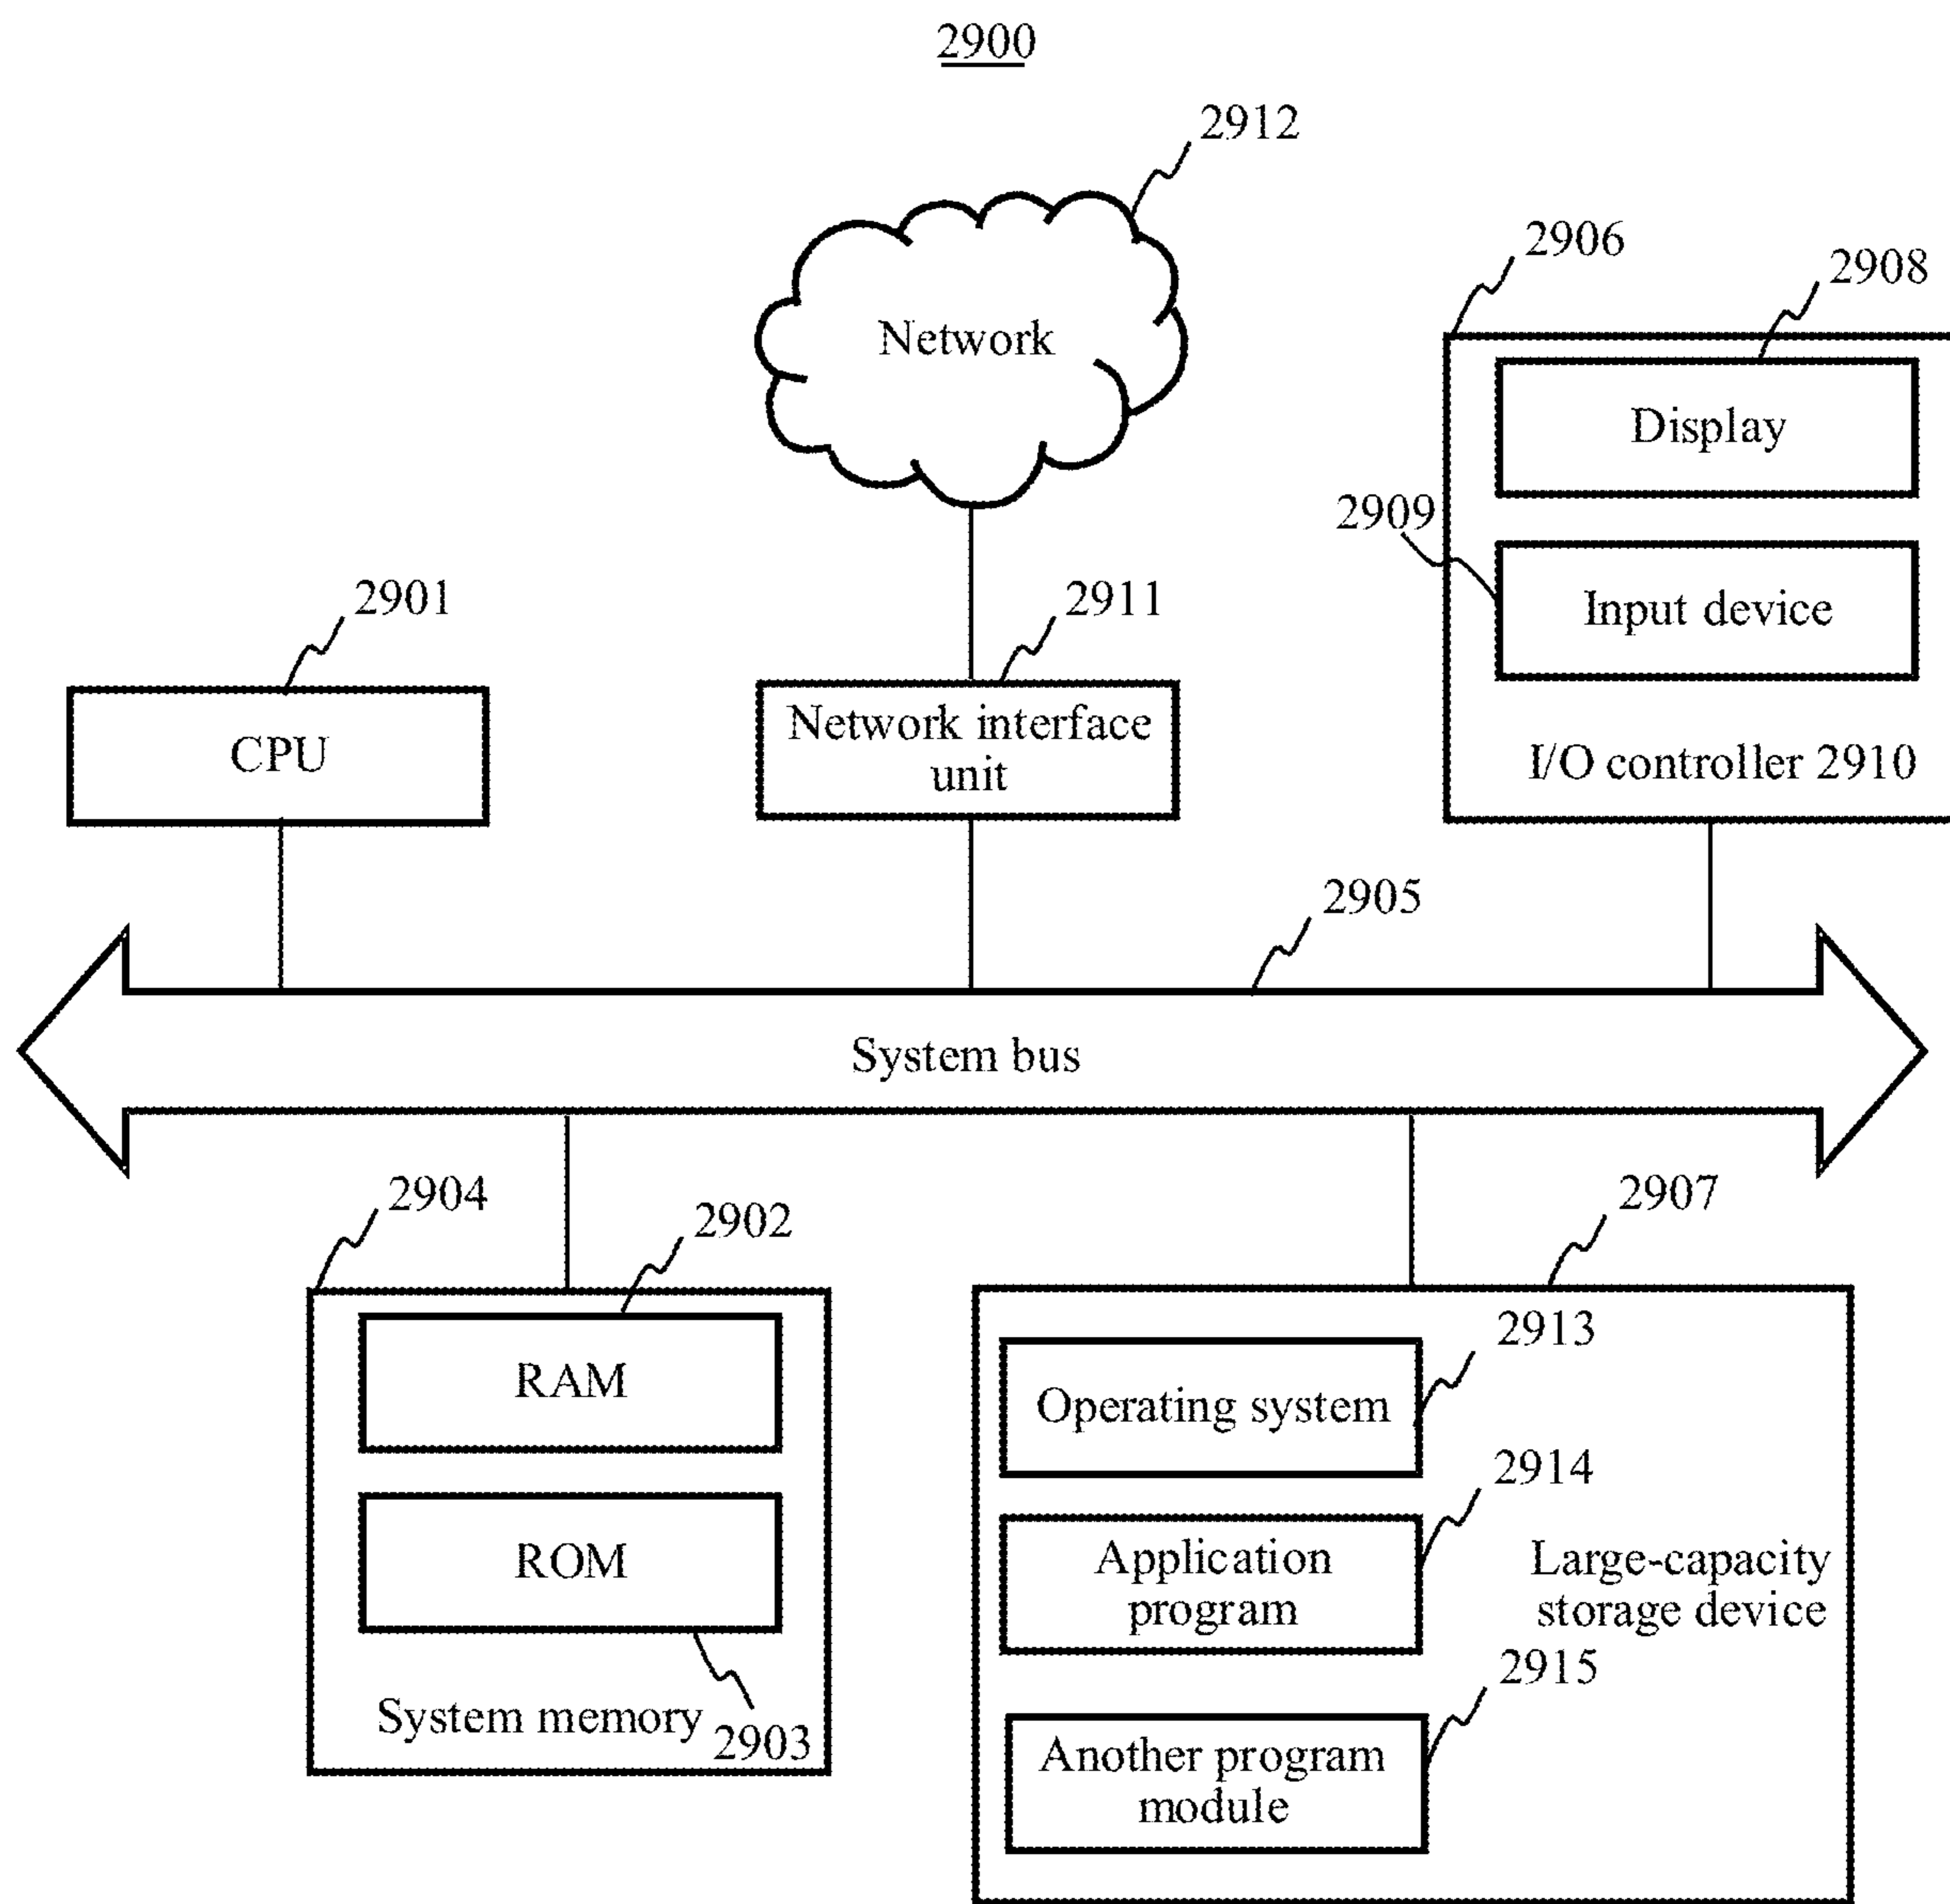 2900
2912
Network
2906
2908
Display
2909
Input device
I/O controller 2910
2901
CPU
2911
Network interface
unit
2905
System bus
2904
2902
RAM
ROM
System memory
2903
2907
2913
Operating system
2914
Application
program
Large-capacity
storage device
2915
Another program
module